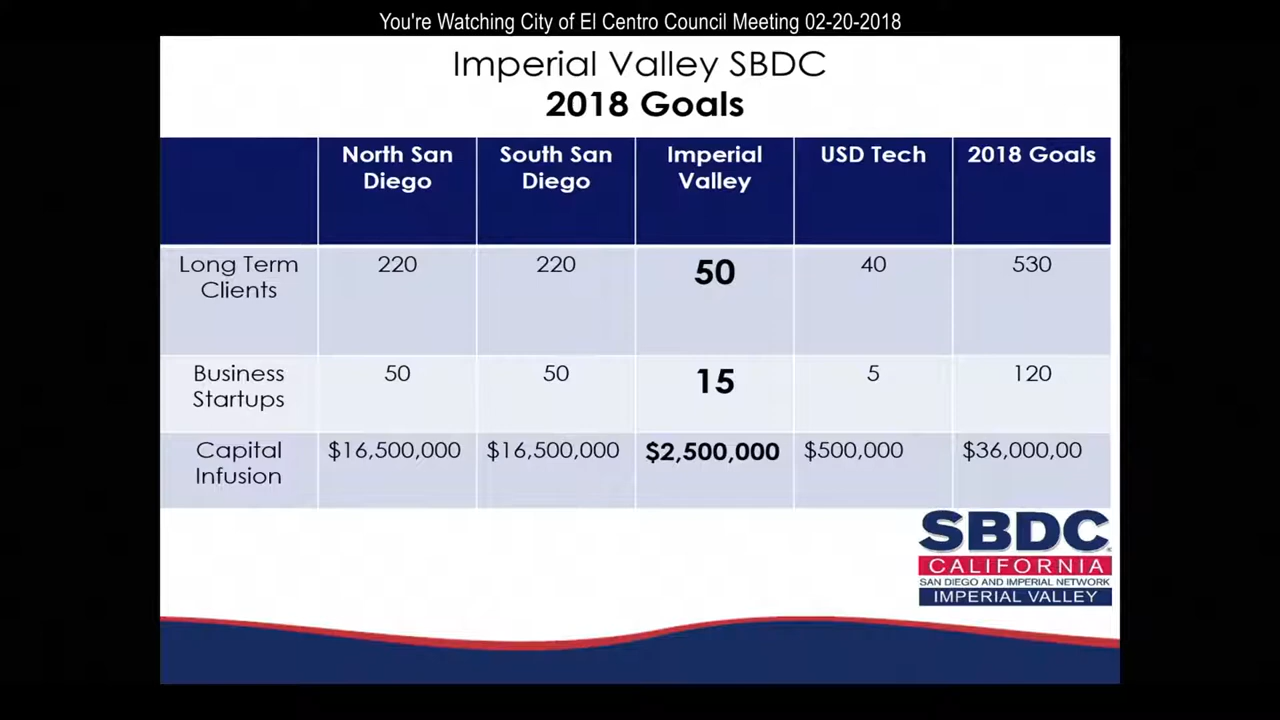 You're Watching City of El Centro Council Meeting 02-20-2018
Imperial Valley SBDC
2018 Goals
North San Diego
South San Diego
Imperial Valley
USD Tech
2018 Goals
Long Term Clients
220
220
50
40
530
Business Startups
50
50
15
5
120
Capital Infusion
$16,500,000
$16,500,000
$2,500,000
$500,000
$36,000,00
SBDC
CALIFORNIA
SAN DIEGO AND IMPERIAL NETWORK
IMPERIAL VALLEY